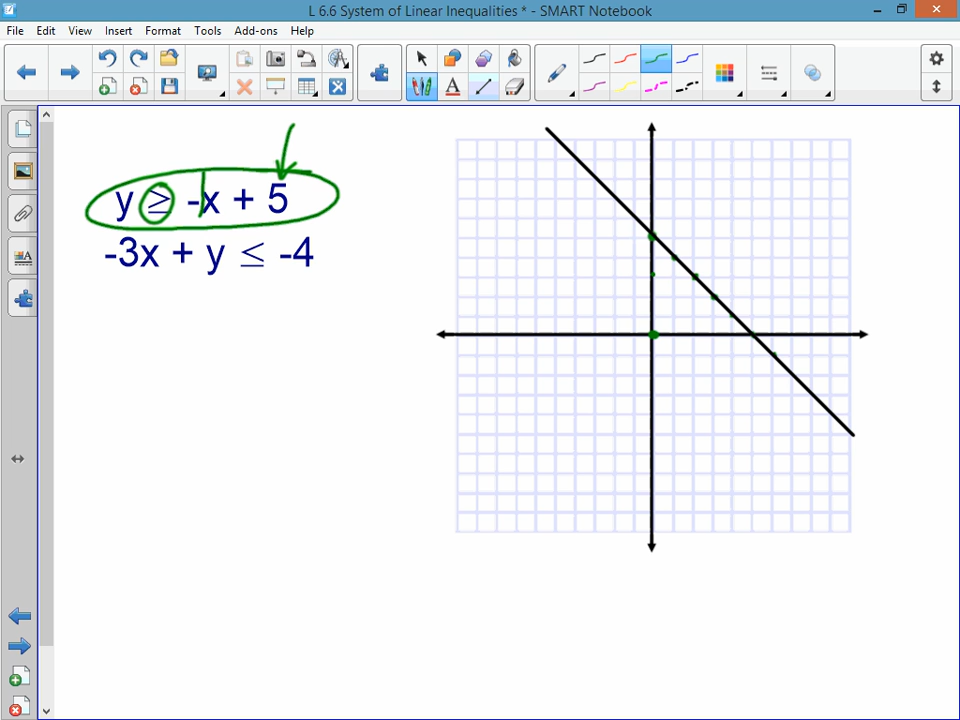 L 6.6 System of Linear Inequalities * - SMART Notebook
File Edit View Insert Format Tools Add-ons Help
y ≥ -x + 5
-3x + y ≤ -4